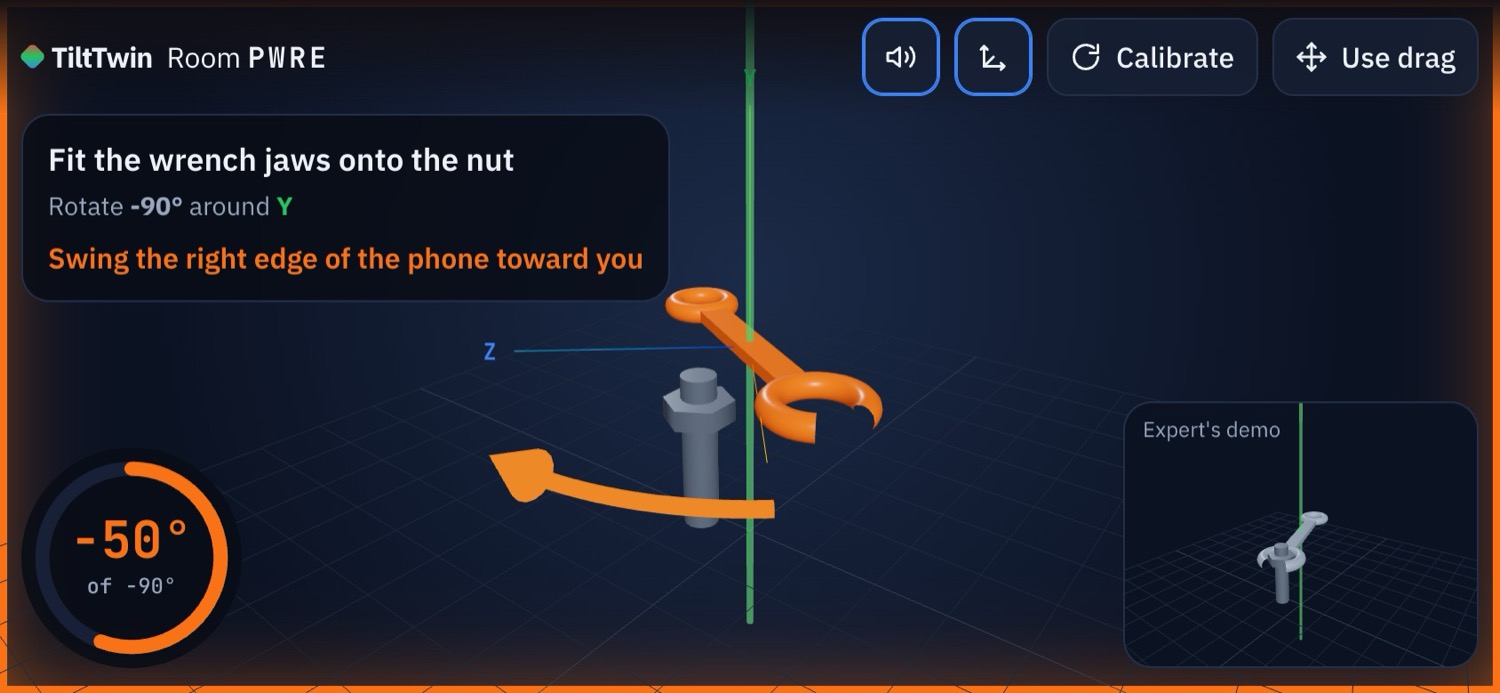 TiltTwin Room PWRE
Calibrate
Use drag
Fit the wrench jaws onto the nut
Rotate -90° around Y
Swing the right edge of the phone toward you
Z
-50°
of -90°
Expert's demo